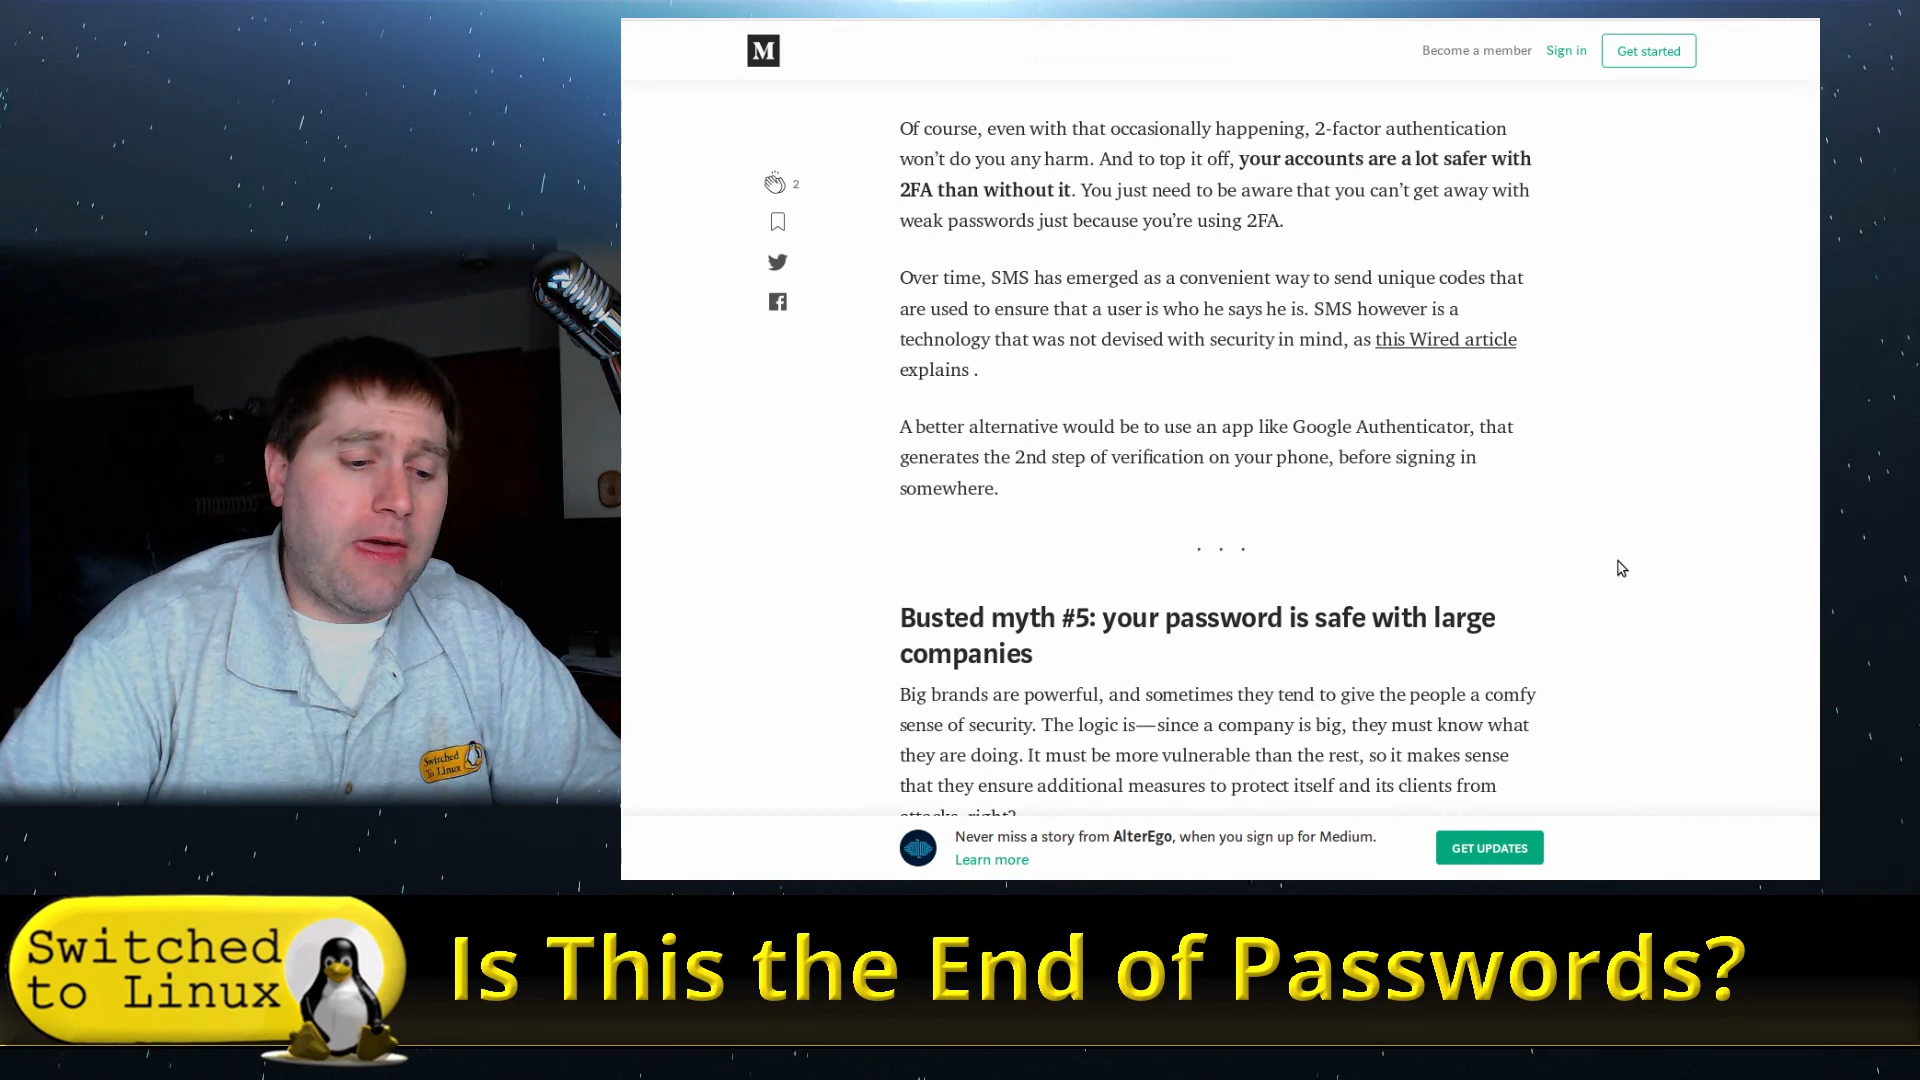 M
Become a member Sign in Get started
Of course, even with that occasionally happening, 2-factor authentication
won’t do you any harm. And to top it off, your accounts are a lot safer with
2FA than without it. You just need to be aware that you can’t get away with
weak passwords just because you’re using 2FA.
2
Over time, SMS has emerged as a convenient way to send unique codes that
are used to ensure that a user is who he says he is. SMS however is a
technology that was not devised with security in mind, as this Wired article
explains .
A better alternative would be to use an app like Google Authenticator, that
generates the 2nd step of verification on your phone, before signing in
somewhere.
. . .
Busted myth #5: your password is safe with large
companies
Big brands are powerful, and sometimes they tend to give the people a comfy
sense of security. The logic is—since a company is big, they must know what
they are doing. It must be more vulnerable than the rest, so it makes sense
that they ensure additional measures to protect itself and its clients from
attacks, right?
Never miss a story from AlterEgo, when you sign up for Medium.
Learn more
GET UPDATES
Switched
To Linux
Switched
to Linux
Is This the End of Passwords?